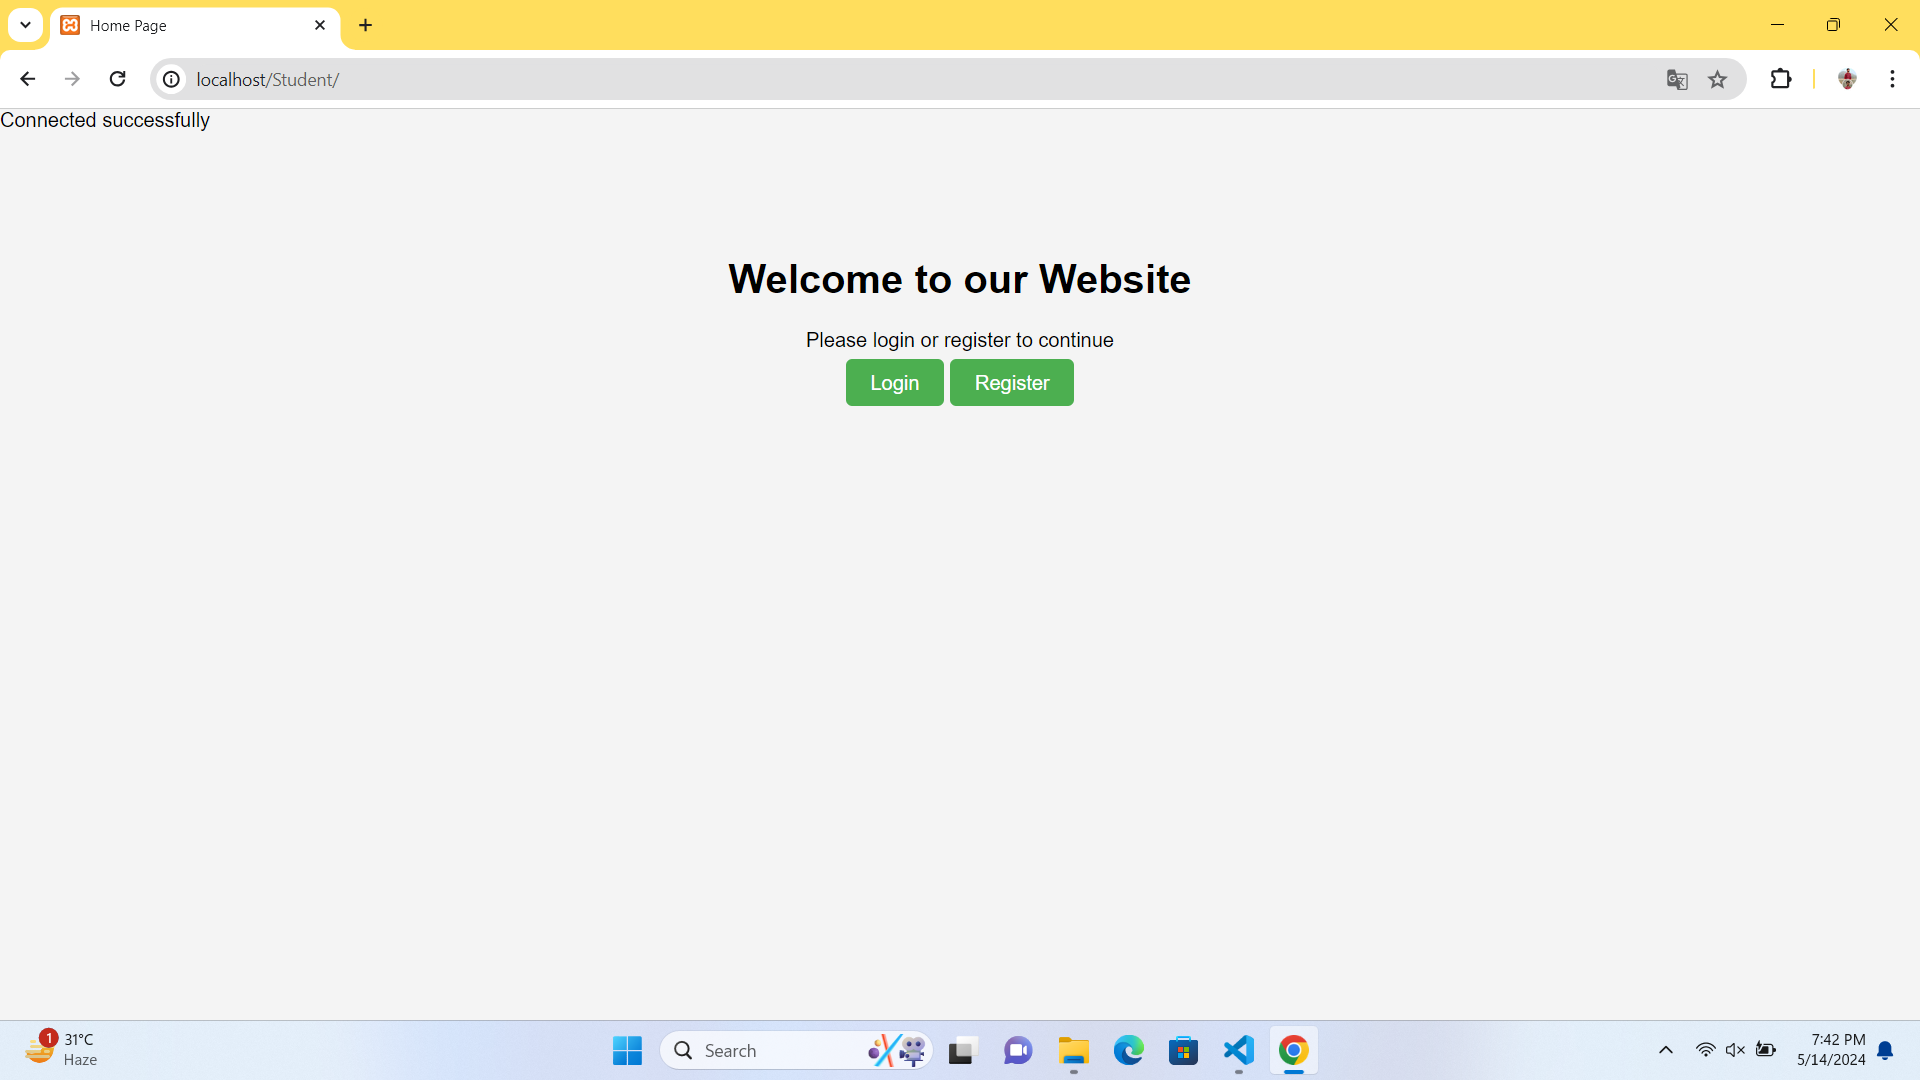 Home Page
localhost/Student/
Connected successfully
Welcome to our Website
Please login or register to continue
Login Register
1
31°C
Haze
Search
7:42 PM
5/14/2024